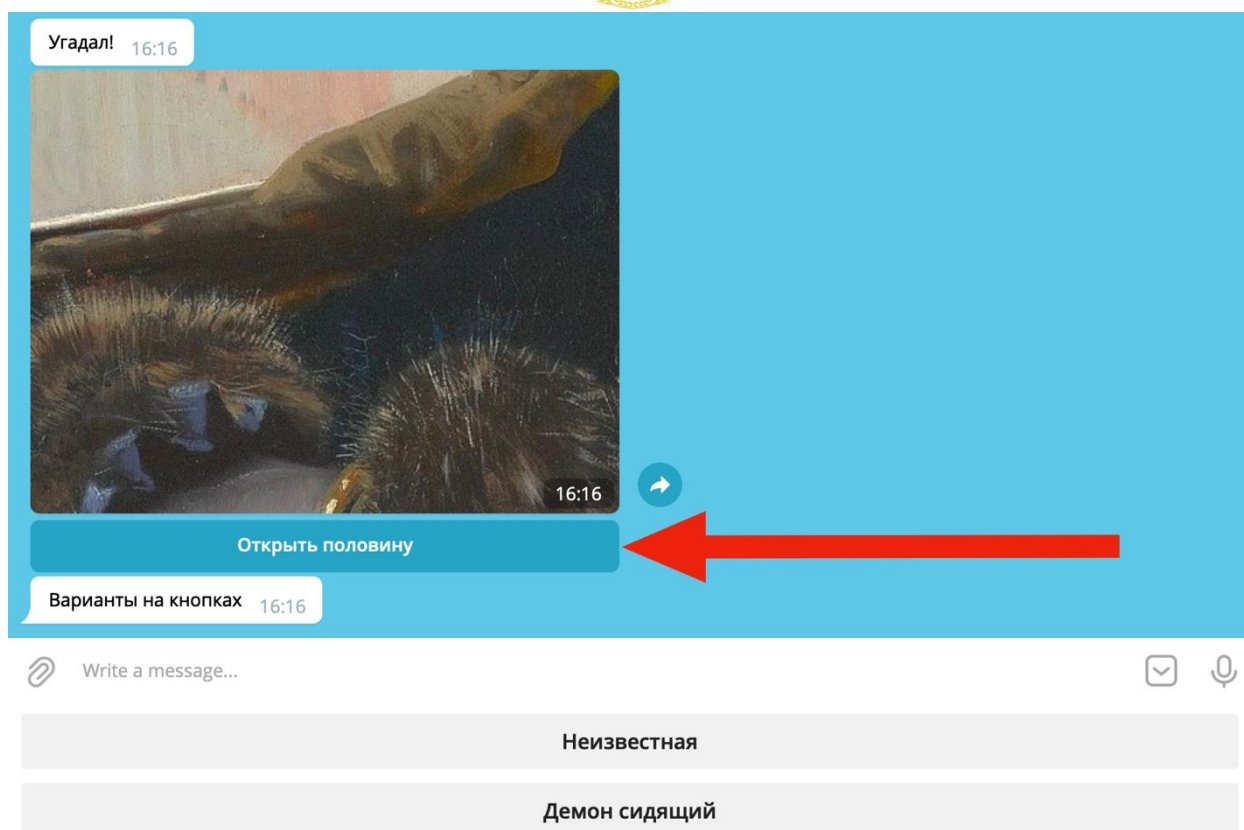 Угадал! 16:16
16:16
Открыть половину
Варианты на кнопках 16:16
Write a message...
Неизвестная
Демон сидящий